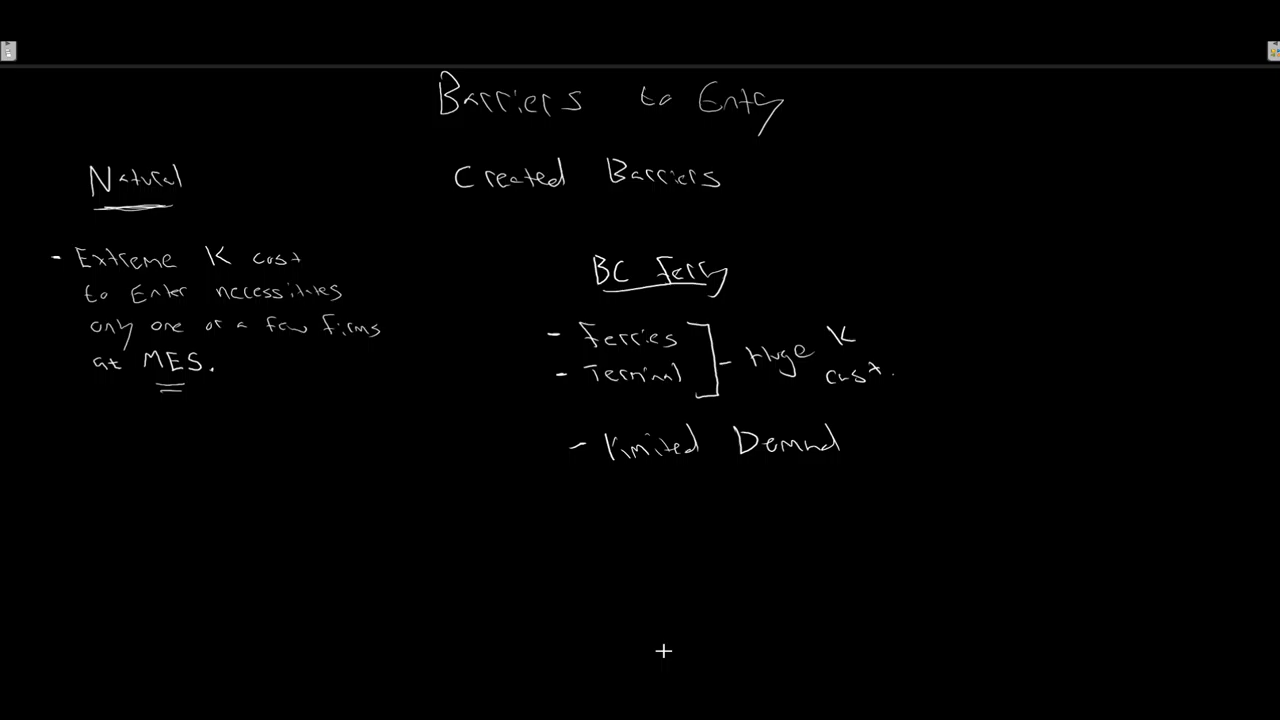 Barriers to Entry
Natural
Created Barriers
- Extreme K cost
to Enter necessitites
only one or a few firms
at MES.
BC Ferry
- Ferries
- Terminal
- Huge K
cost.
- Limited Demand